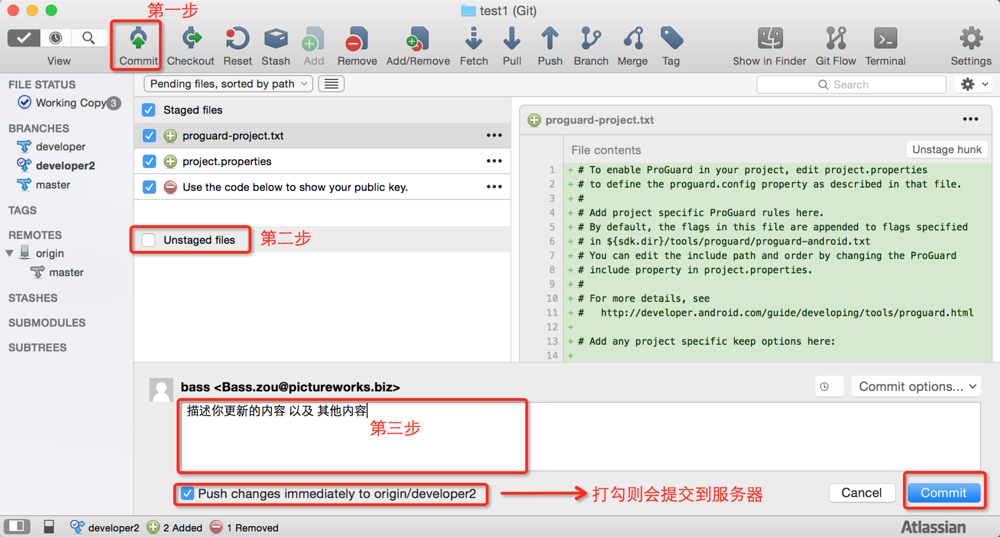 第一步
test1 (Git)
View
Commit
Checkout
Reset
Stash
Add
Remove
Add/Remove
Fetch
Pull
Push
Branch
Merge
Tag
Show in Finder
Git Flow
Terminal
Settings
FILE STATUS
Working Copy 3
BRANCHES
developer
developer2
master
TAGS
REMOTES
origin
master
STASHES
SUBMODULES
SUBTREES
Pending files, sorted by path
Search
Staged files
proguard-project.txt
project.properties
Use the code below to show your public key.
Unstaged files
第二步
proguard-project.txt
File contents
Unstage hunk
1 + # To enable ProGuard in your project, edit project.properties
2 + # to define the proguard.config property as described in that file.
3 + #
4 + # Add project specific ProGuard rules here.
5 + # By default, the flags in this file are appended to flags specified
6 + # in ${sdk.dir}/tools/proguard/proguard-android.txt
7 + # You can edit the include path and order by changing the ProGuard
8 + # include property in project.properties.
9 + #
10 + # For more details, see
11 + #   http://developer.android.com/guide/developing/tools/proguard.html
12 +
13 + # Add any project specific keep options here:
14 +
bass <Bass.zou@pictureworks.biz>
Commit options...
描述你更新的内容 以及 其他内容
第三步
Push changes immediately to origin/developer2
打勾则会提交到服务器
Cancel
Commit
developer2
2 Added
1 Removed
Atlassian